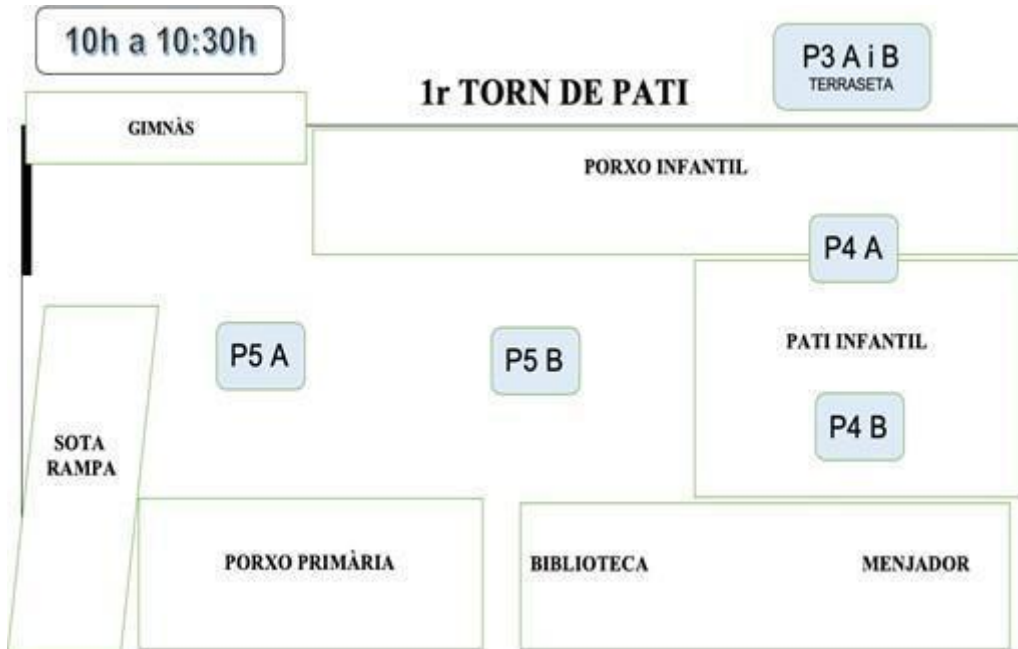 10h a 10:30h
P3 A i B
TERRASETA
1r TORN DE PATI
GIMNÀS
PORXO INFANTIL
P4 A
P5 A
P5 B
PATI INFANTIL
P4 B
SOTA
RAMPA
PORXO PRIMÀRIA
BIBLIOTECA
MENJADOR